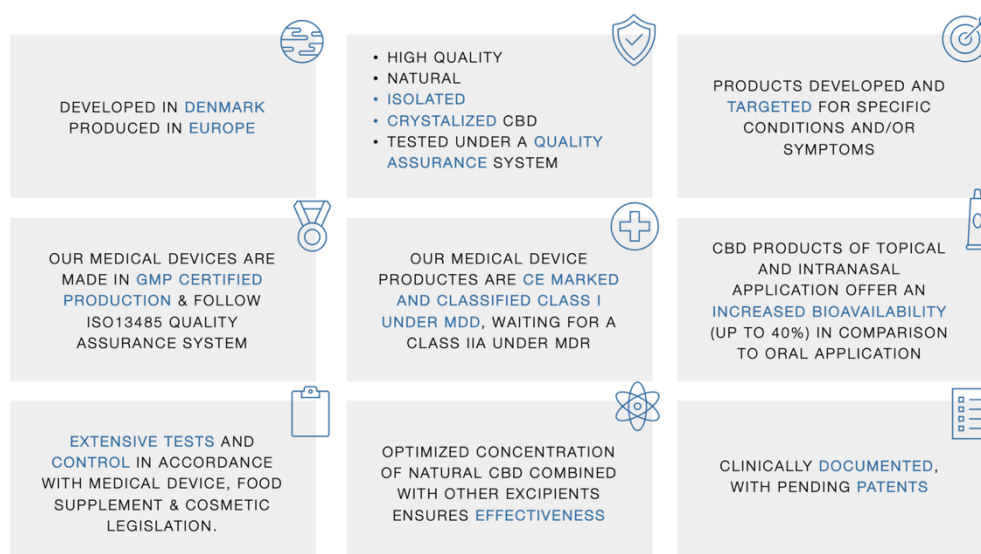 DEVELOPED IN DENMARK
PRODUCED IN EUROPE
• HIGH QUALITY
• NATURAL
• ISOLATED
• CRYSTALIZED CBD
• TESTED UNDER A QUALITY
ASSURANCE SYSTEM
PRODUCTS DEVELOPED AND
TARGETED FOR SPECIFIC
CONDITIONS AND/OR
SYMPTOMS
OUR MEDICAL DEVICES ARE
MADE IN GMP CERTIFIED
PRODUCTION & FOLLOW
ISO13485 QUALITY
ASSURANCE SYSTEM
OUR MEDICAL DEVICE
PRODUCTES ARE CE MARKED
AND CLASSIFIED CLASS I
UNDER MDD, WAITING FOR A
CLASS IIA UNDER MDR
CBD PRODUCTS OF TOPICAL
AND INTRANASAL
APPLICATION OFFER AN
INCREASED BIOAVAILABILITY
(UP TO 40%) IN COMPARISON
TO ORAL APPLICATION
EXTENSIVE TESTS AND
CONTROL IN ACCORDANCE
WITH MEDICAL DEVICE, FOOD
SUPPLEMENT & COSMETIC
LEGISLATION.
OPTIMIZED CONCENTRATION
OF NATURAL CBD COMBINED
WITH OTHER EXCIPIENTS
ENSURES EFFECTIVENESS
CLINICALLY DOCUMENTED,
WITH PENDING PATENTS